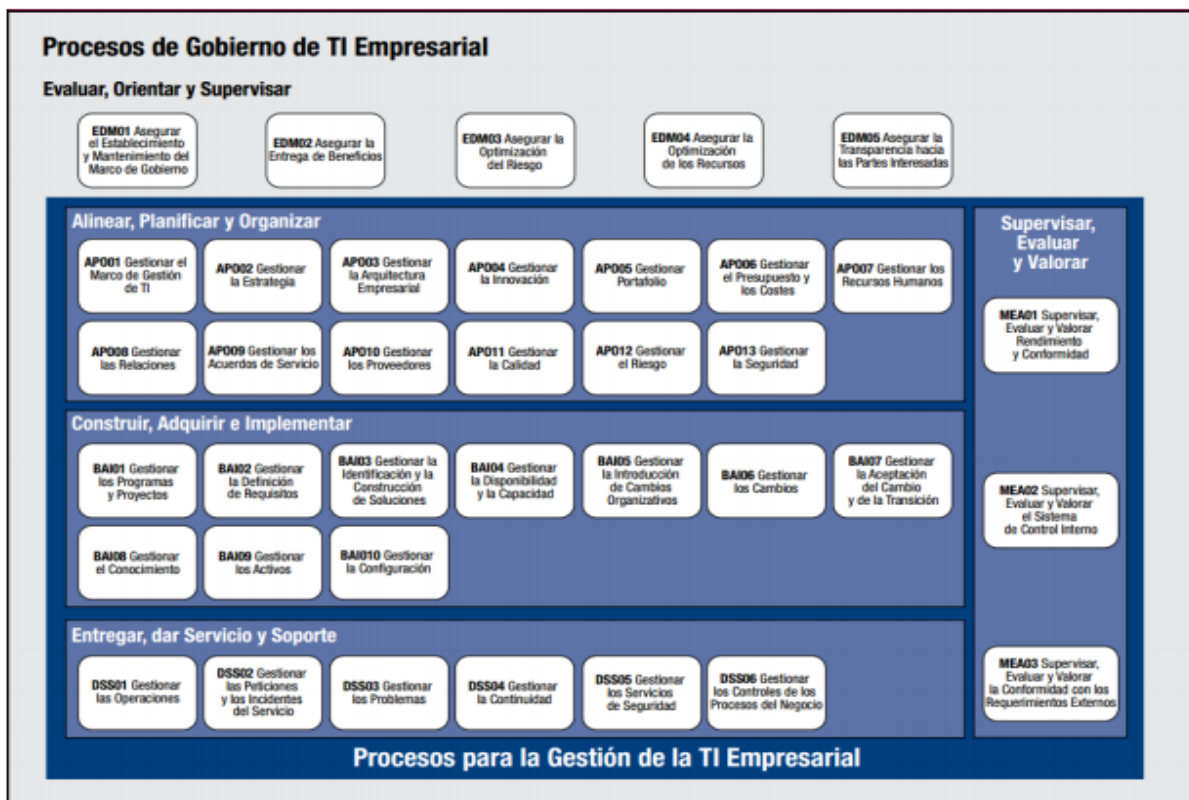 Procesos de Gobierno de TI Empresarial
Evaluar, Orientar y Supervisar
EDM01 Asegurar
el Establecimiento
y Mantenimiento del
Marco de Gobierno
EDM02 Asegurar la
Entrega de Beneficios
EDM03 Asegurar la
Optimización
del Riesgo
EDM04 Asegurar la
Optimización
de los Recursos
EDM05 Asegurar la
Transparencia hacia
las Partes Interesadas
Alinear, Planificar y Organizar
APO01 Gestionar el
Marco de Gestión
de TI
APO02 Gestionar
la Estrategia
APO03 Gestionar
la Arquitectura
Empresarial
APO04 Gestionar
la Innovación
APO05 Gestionar
Portafolio
APO06 Gestionar
el Presupuesto y
los Costes
APO07 Gestionar los
Recursos Humanos
APO08 Gestionar
las Relaciones
APO09 Gestionar los
Acuerdos de Servicio
APO10 Gestionar
los Proveedores
APO11 Gestionar
la Calidad
APO12 Gestionar
el Riesgo
APO13 Gestionar
la Seguridad
Construir, Adquirir e Implementar
BAI01 Gestionar
los Programas
y Proyectos
BAI02 Gestionar
la Definición
de Requisitos
BAI03 Gestionar la
Identificación y la
Construcción
de Soluciones
BAI04 Gestionar
la Disponibilidad
y la Capacidad
BAI05 Gestionar
la Introducción
de Cambios
Organizativos
BAI06 Gestionar
los Cambios
BAI07 Gestionar
la Aceptación
del Cambio
y de la Transición
BAI08 Gestionar
el Conocimiento
BAI09 Gestionar
los Activos
BAI010 Gestionar
la Configuración
Entregar, dar Servicio y Soporte
DSS01 Gestionar
las Operaciones
DSS02 Gestionar
las Peticiones
y los Incidentes
del Servicio
DSS03 Gestionar
los Problemas
DSS04 Gestionar
la Continuidad
DSS05 Gestionar
los Servicios
de Seguridad
DSS06 Gestionar
los Controles de los
Procesos del Negocio
Supervisar,
Evaluar
y Valorar
MEA01 Supervisar,
Evaluar y Valorar
Rendimiento
y Conformidad
MEA02 Supervisar,
Evaluar y Valorar
el Sistema
de Control Interno
MEA03 Supervisar,
Evaluar y Valorar
la Conformidad con los
Requerimientos Externos
Procesos para la Gestión de la TI Empresarial